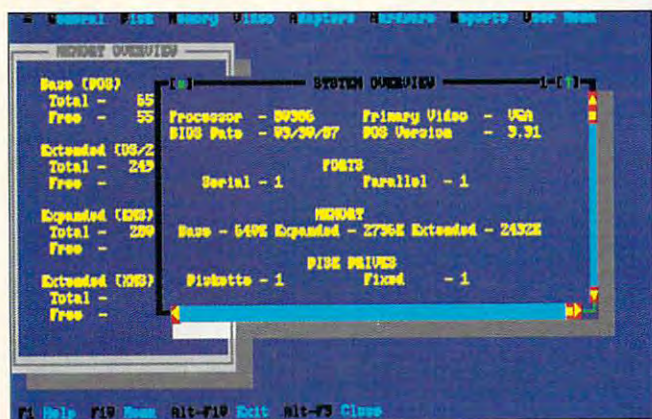 ≡ General Disk Memory Video Adapters Hardware Reports User Menu
MEMORY OVERVIEW
Base (DOS)
Total - 65
Free - 55
Extended (OS/2
Total - 249
Free -
Expanded (EMS)
Total - 280
Free -
Extended (XMS)
Total -
Free -
SYSTEM OVERVIEW
Processor - 80386 Primary Video - VGA
BIOS Date - 03/30/87 DOS Version - 3.31
PORTS
Serial - 1 Parallel - 1
MEMORY
Base - 640K Expanded - 2736K Extended - 2432K
DISK DRIVES
Diskette - 1 Fixed - 1
F1 Help F10 Menu Alt-F10 Exit Alt-F3 Close